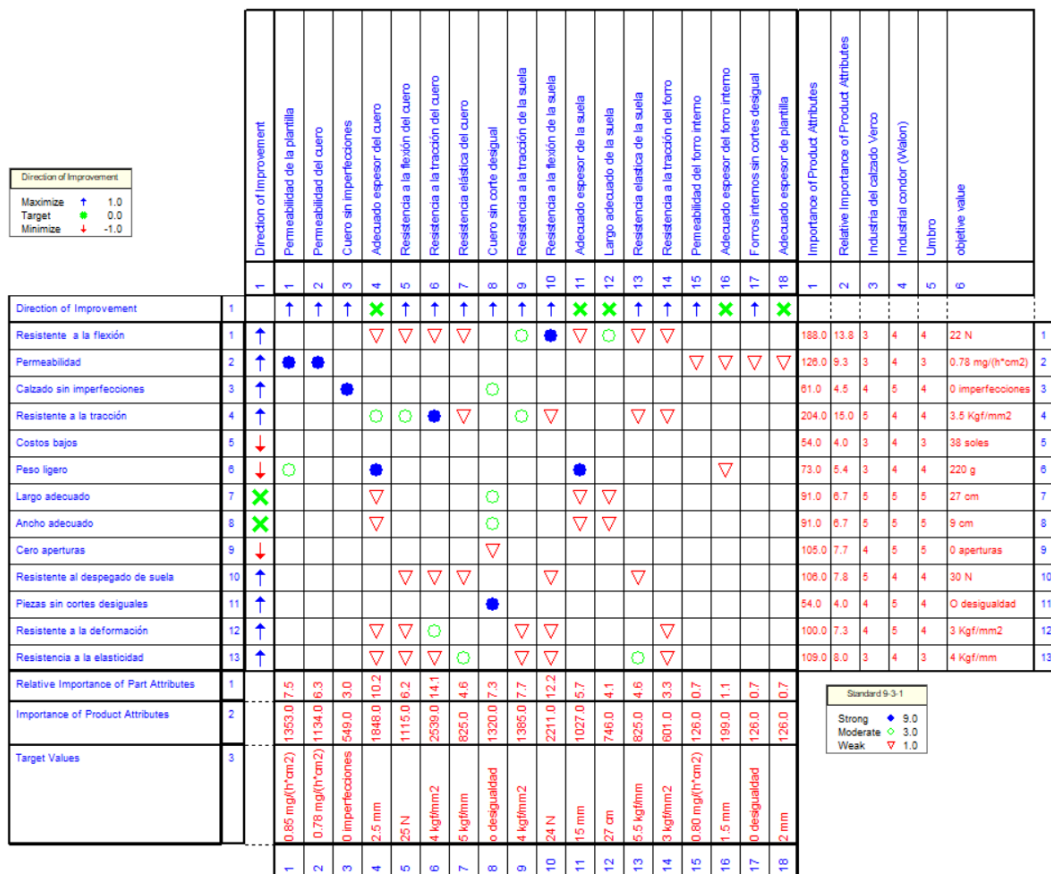 Direction of Improvement
Maximize 1.0
Target 0.0
Minimize -1.0
Direction of Improvement
Permeabilidad de la plantilla
Permeabilidad del cuero
Cuero sin imperfecciones
Adecuado espesor del cuero
Resistencia a la flexión del cuero
Resistencia a la tracción del cuero
Resistencia elástica del cuero
Cuero sin corte desigual
Resistencia a la tracción de la suela
Resistencia a la flexión de la suela
Adecuado espesor de la suela
Largo adecuado de la suela
Resistencia elastica de la suela
Resistencia a la tracción del forro
Permeabilidad del forro interno
Adecuado espesor del forro interno
Forros internos sin cortes desigual
Adecuado espesor de plantilla
Importance of Product Attributes
Relative Importance of Product Attributes
Industria del calzado Verco
Industrial condor (Walon)
Umbro
objetive value
1 1 2 3 4 5 6 7 8 9 10 11 12 13 14 15 16 17 18 1 2 3 4 5 6
Direction of Improvement 1
Resistente a la flexión 1 188.0 13.8 3 4 4 22 N 1
Permeabilidad 2 126.0 9.3 3 4 3 0.78 mg/(h*cm2) 2
Calzado sin imperfecciones 3 61.0 4.5 4 5 4 0 imperfecciones 3
Resistente a la tracción 4 204.0 15.0 5 4 4 3.5 Kgf/mm2 4
Costos bajos 5 54.0 4.0 3 4 3 38 soles 5
Peso ligero 6 73.0 5.4 3 4 3 220 g 6
Largo adecuado 7 91.0 6.7 5 5 5 27 cm 7
Ancho adecuado 8 91.0 6.7 5 5 5 9 cm 8
Cero aperturas 9 105.0 7.7 4 5 5 0 aperturas 9
Resistente al despegado de suela 10 106.0 7.8 5 4 4 30 N 10
Piezas sin cortes desiguales 11 54.0 4.0 4 5 4 O desigualdad 11
Resistente a la deformación 12 100.0 7.3 4 5 4 3 Kgf/mm2 12
Resistencia a la elasticidad 13 109.0 8.0 3 4 3 4 Kgf/mm 13
Relative Importance of Part Attributes 1 7.5 6.3 3.0 10.2 6.2 14.1 4.6 7.3 7.7 12.2 5.7 4.1 4.6 3.3 0.7 1.1 0.7 0.7
Importance of Product Attributes 2 1353.0 1134.0 549.0 1848.0 1115.0 2539.0 825.0 1320.0 1385.0 2211.0 1027.0 746.0 825.0 601.0 126.0 199.0 126.0 126.0
Target Values 3 0.85 mg/(h*cm2) 0.78 mg/(h*cm2) 0 imperfecciones 2.5 mm 25 N 4 kgf/mm2 5 kgf/mm o desigualdad 4 kgf/mm2 24 N 15 mm 27 cm 5.5 kgf/mm 3 kgf/mm2 0.80 mg/(h*cm2) 1.5 mm 0 desigualdad 2 mm
1 2 3 4 5 6 7 8 9 10 11 12 13 14 15 16 17 18
Standard 9-3-1
Strong 9.0
Moderate 3.0
Weak 1.0